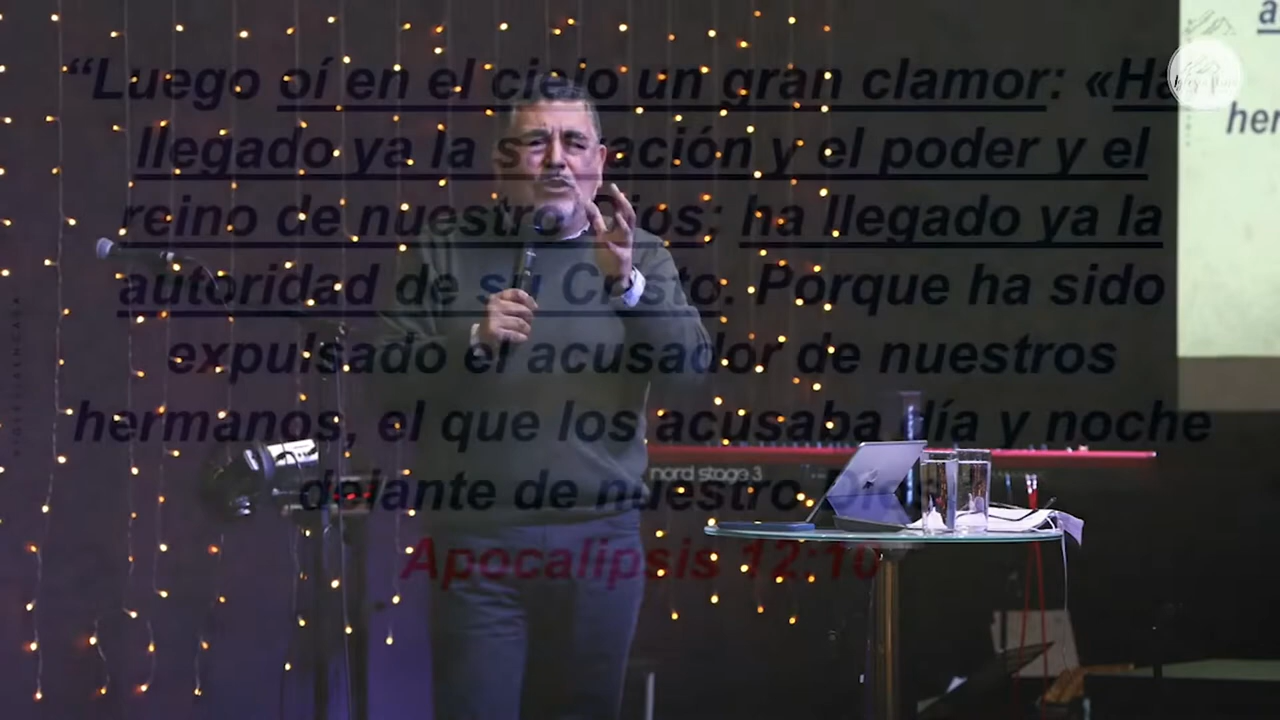 “Luego oí en el cielo un gran clamor: «Ha
llegado ya la salvación y el poder y el
reino de nuestro Dios; ha llegado ya la
autoridad de su Cristo. Porque ha sido
expulsado el acusador de nuestros
hermanos, el que los acusaba día y noche
delante de nuestro Dios
Apocalipsis 12:10
a
her
nord stage 3